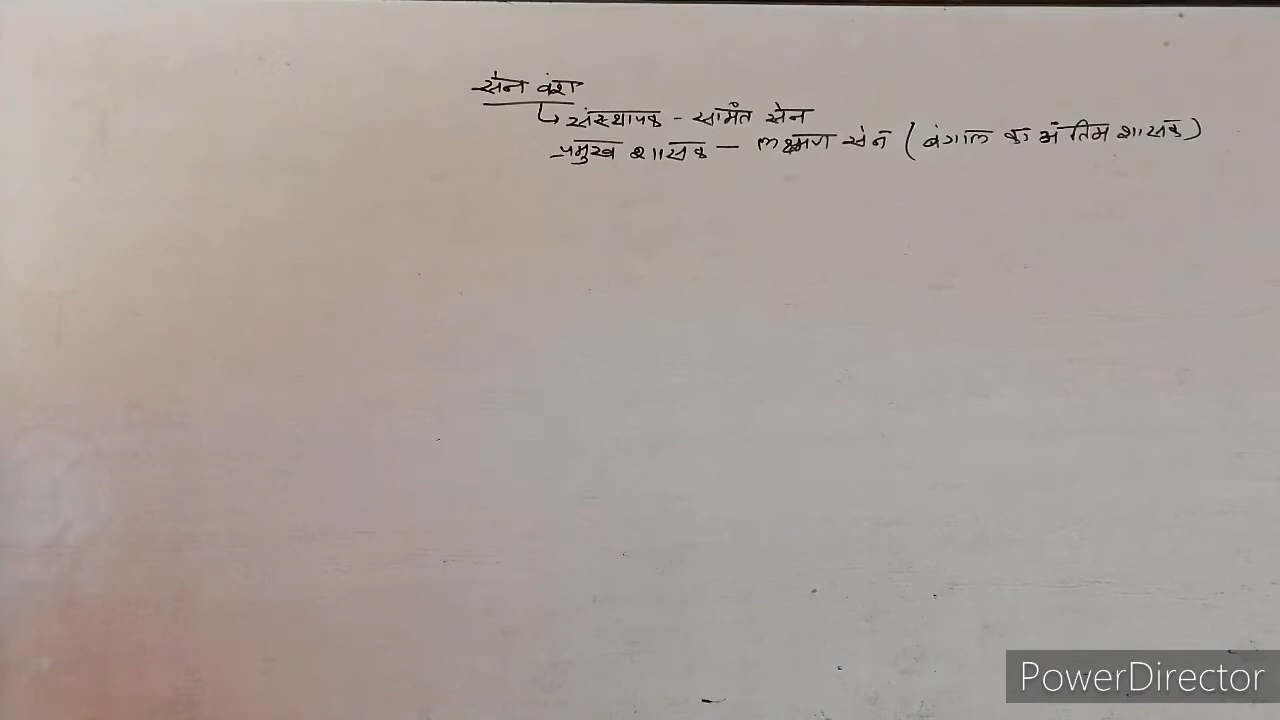 सेन वंश
संस्थापक - सामंत सेन
प्रमुख शासक - लक्ष्मण सेन (बंगाल का अंतिम शासक)
PowerDirector